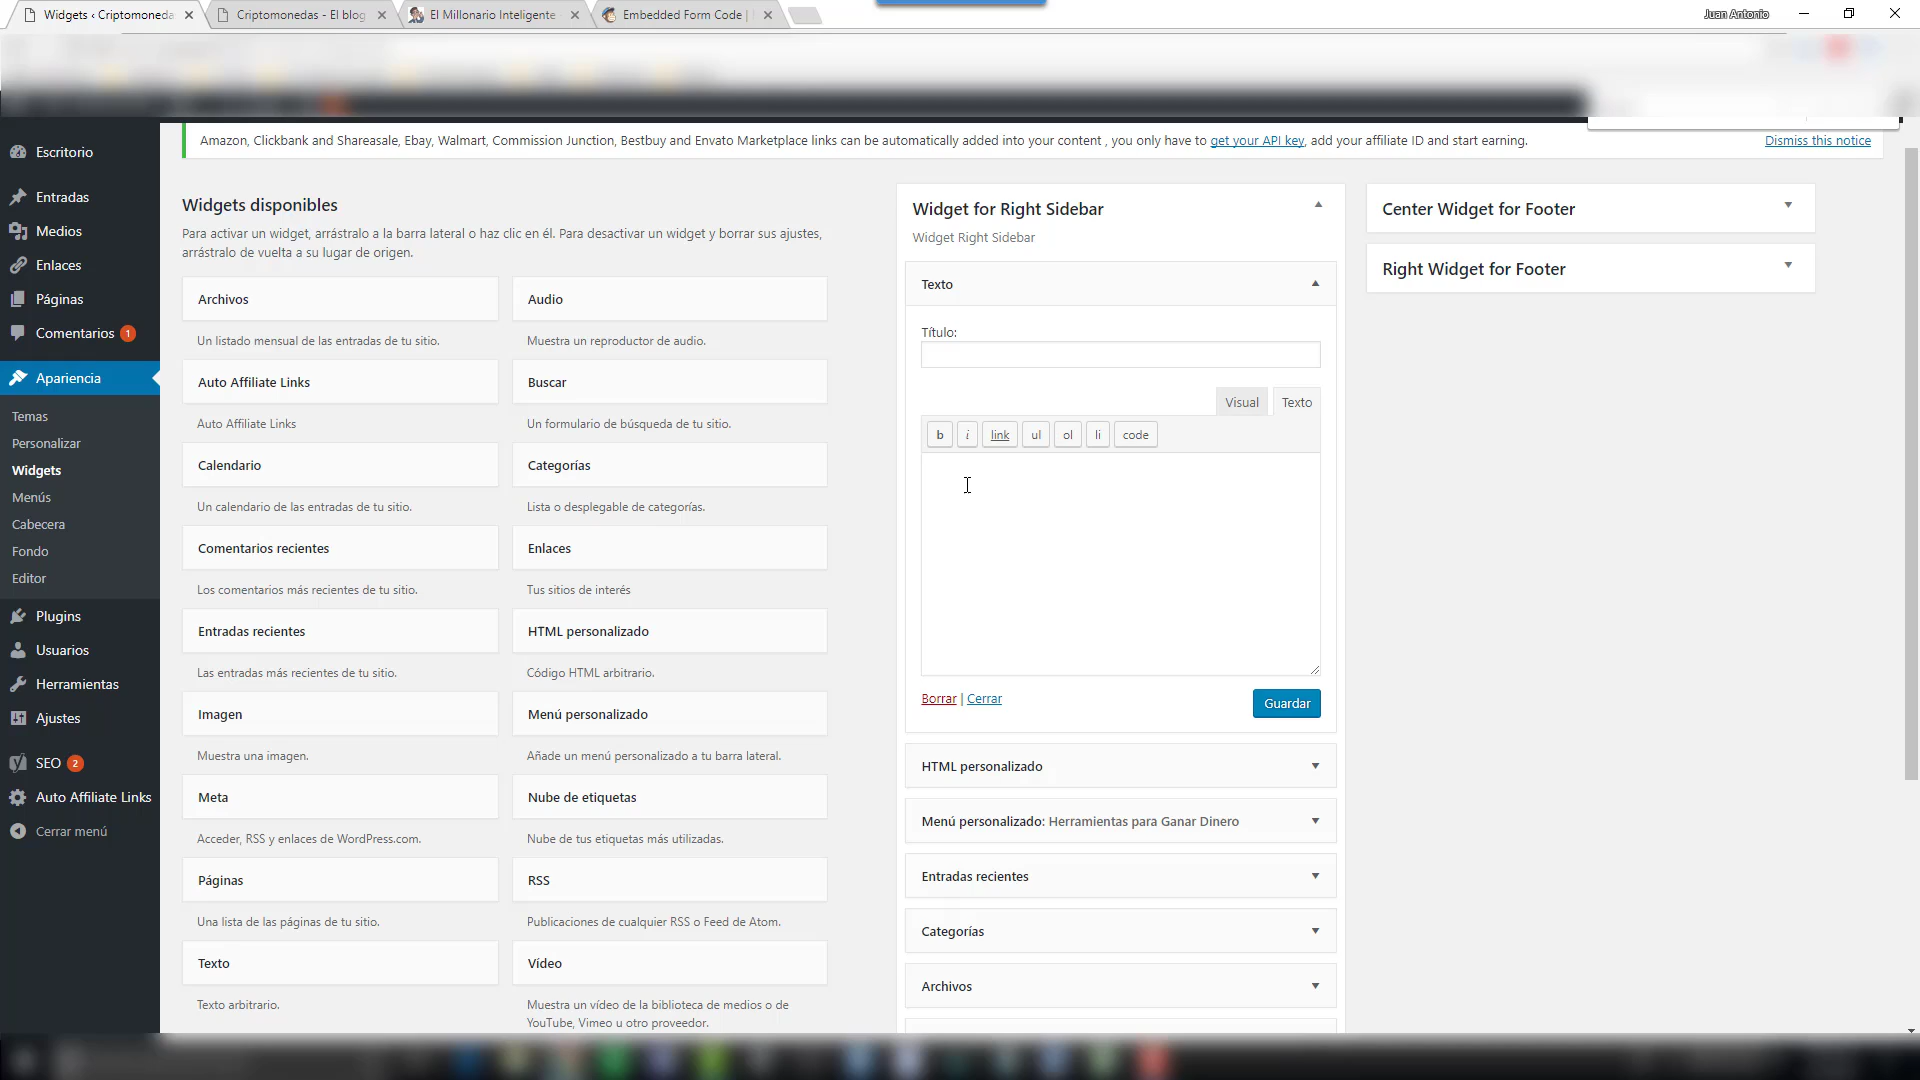 Widgets ‹ Criptomoneda
Criptomonedas - El blog
El Millonario Inteligente
Embedded Form Code |
Juan Antonio
Escritorio
Entradas
Medios
Enlaces
Páginas
Comentarios 1
Apariencia
Temas
Personalizar
Widgets
Menús
Cabecera
Fondo
Editor
Plugins
Usuarios
Herramientas
Ajustes
SEO 2
Auto Affiliate Links
Cerrar menú
Amazon, Clickbank and Shareasale, Ebay, Walmart, Commission Junction, Bestbuy and Envato Marketplace links can be automatically added into your content , you only have to get your API key, add your affiliate ID and start earning.
Dismiss this notice
Widgets disponibles
Para activar un widget, arrástralo a la barra lateral o haz clic en él. Para desactivar un widget y borrar sus ajustes,
arrástralo de vuelta a su lugar de origen.
Archivos
Un listado mensual de las entradas de tu sitio.
Audio
Muestra un reproductor de audio.
Auto Affiliate Links
Auto Affiliate Links
Buscar
Un formulario de búsqueda de tu sitio.
Calendario
Un calendario de las entradas de tu sitio.
Categorías
Lista o desplegable de categorías.
Comentarios recientes
Los comentarios más recientes de tu sitio.
Enlaces
Tus sitios de interés
Entradas recientes
Las entradas más recientes de tu sitio.
HTML personalizado
Código HTML arbitrario.
Imagen
Muestra una imagen.
Menú personalizado
Añade un menú personalizado a tu barra lateral.
Meta
Acceder, RSS y enlaces de WordPress.com.
Nube de etiquetas
Nube de tus etiquetas más utilizadas.
Páginas
Una lista de las páginas de tu sitio.
RSS
Publicaciones de cualquier RSS o Feed de Atom.
Texto
Texto arbitrario.
Vídeo
Muestra un vídeo de la biblioteca de medios o de
YouTube, Vimeo u otro proveedor.
Widget for Right Sidebar
Widget Right Sidebar
Texto
Título:
Visual
Texto
b
i
link
ul
ol
li
code
Borrar | Cerrar
Guardar
HTML personalizado
Menú personalizado: Herramientas para Ganar Dinero
Entradas recientes
Categorías
Archivos
Center Widget for Footer
Right Widget for Footer